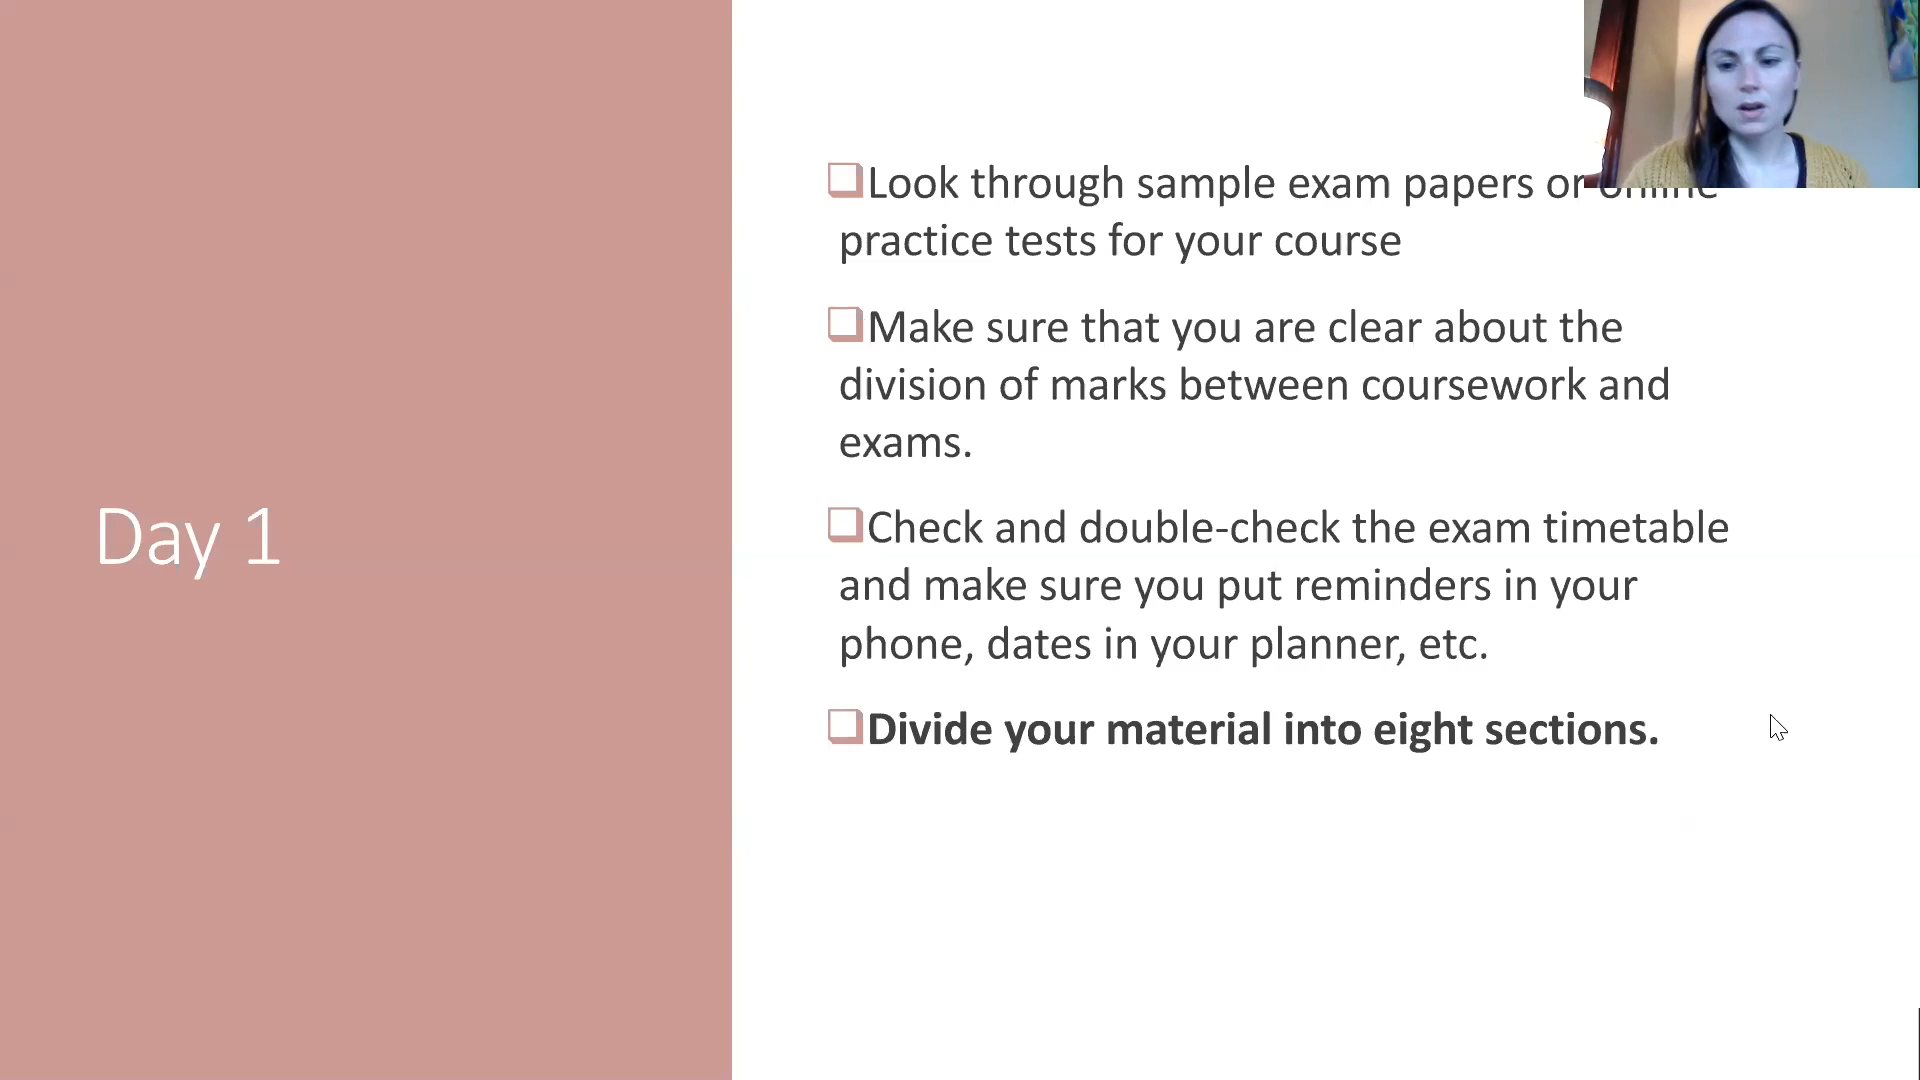 Day 1
Look through sample exam papers or online
practice tests for your course
Make sure that you are clear about the
division of marks between coursework and
exams.
Check and double-check the exam timetable
and make sure you put reminders in your
phone, dates in your planner, etc.
Divide your material into eight sections.